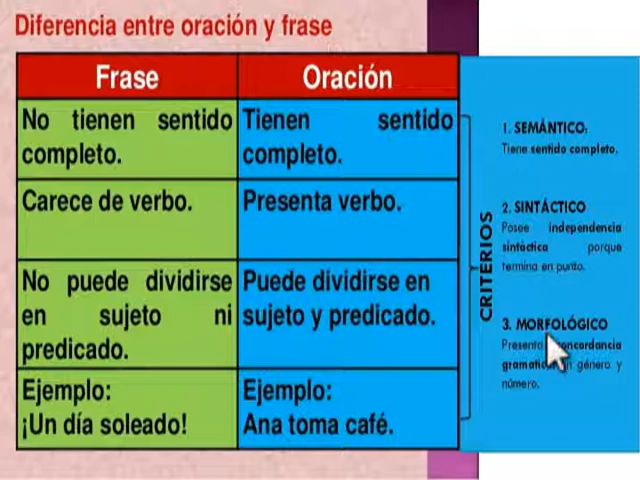 Diferencia entre oración y frase
Frase
Oración
No tienen sentido
completo.
Tienen sentido
completo.
Carece de verbo.
Presenta verbo.
No puede dividirse
en sujeto ni
predicado.
Puede dividirse en
sujeto y predicado.
Ejemplo:
¡Un día soleado!
Ejemplo:
Ana toma café.
CRITERIOS
1. SEMÁNTICO:
Tiene sentido completo.
2. SINTÁCTICO
Posee independencia
sintáctica porque
termina en punto.
3. MORFOLÓGICO
género y
número.